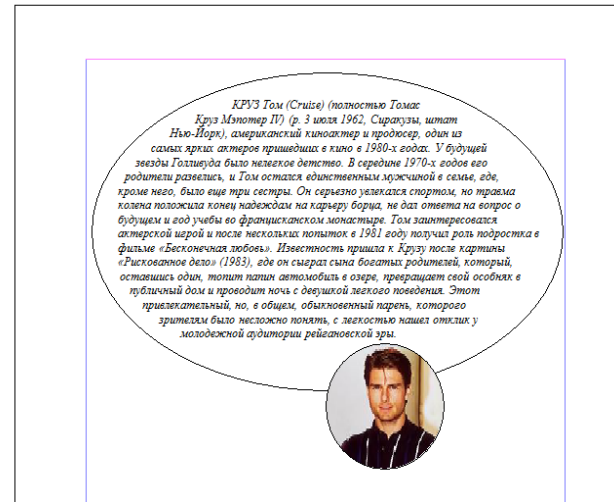 КРУЗ Том (Cruise) (полностью Томас
Круз Мэпотер IV) (р. 3 июля 1962, Сиракузы, штат
Нью-Йорк), американский киноактер и продюсер, один из
самых ярких актеров пришедших в кино в 1980-х годах. У будущей
звезды Голливуда было нелегкое детство. В середине 1970-х годов его
родители развелись, и Том остался единственным мужчиной в семье, где,
кроме него, было еще три сестры. Он серьезно увлекался спортом, но травма
колена положила конец надеждам на карьеру борца, не дал ответа на вопрос о
будущем и год учебы во францисканском монастыре. Том заинтересовался
актерской игрой и после нескольких попыток в 1981 году получил роль подростка в
фильме «Бесконечная любовь». Известность пришла к Крузу после картины
«Рискованное дело» (1983), где он сыграл сына богатых родителей, который,
оставшись один, топит папин автомобиль в озере, превращает свой особняк в
публичный дом и проводит ночь с девушкой легкого поведения. Этот
привлекательный, но, в общем, обыкновенный парень, которого
зрителям было несложно понять, с легкостью нашел отклик у
молодежной аудитории рейгановской эры.